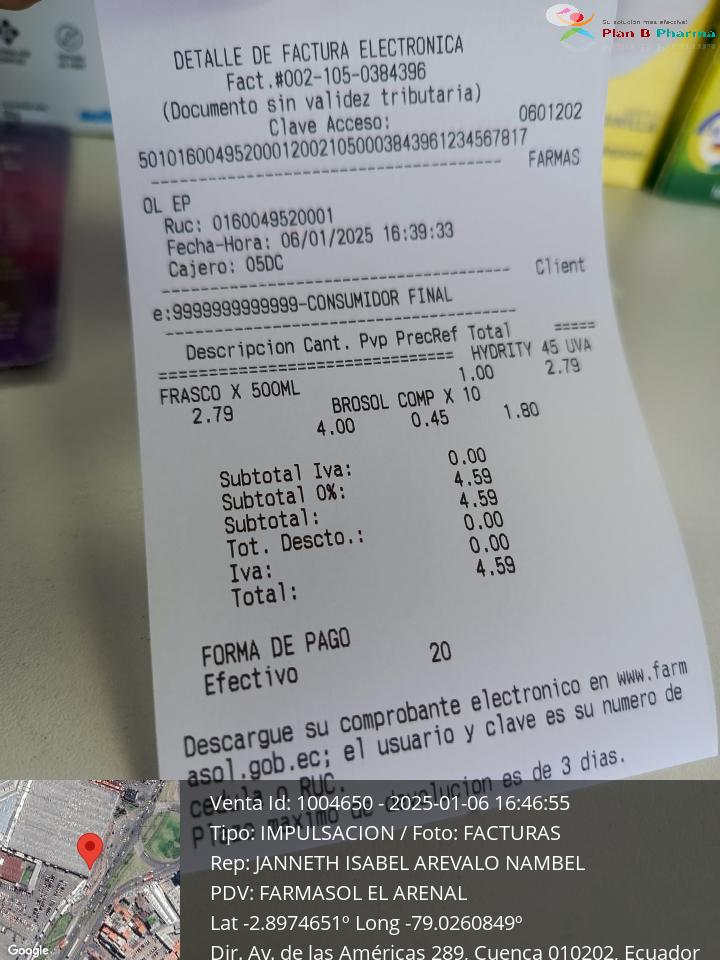 Su solución más efectiva!
Plan B Pharma
DETALLE DE FACTURA ELECTRONICA
Fact.#002-105-0384396
(Documento sin validez tributaria)
Clave Acceso: 0601202
501016004952000120021050003843961234567817
FARMAS
OL EP
Ruc: 0160049520001
Fecha-Hora: 06/01/2025 16:39:33
Cajero: 05DC
Client
e:9999999999999-CONSUMIDOR FINAL
Descripcion Cant. Pvp PrecRef Total
HYDRITY 45 UVA
FRASCO X 500ML 1.00 2.79
2.79 BROSOL COMP X 10
4.00 0.45 1.80
Subtotal Iva: 0.00
Subtotal 0%: 4.59
Subtotal: 4.59
Tot. Descto.: 0.00
Iva: 0.00
Total: 4.59
FORMA DE PAGO
Efectivo 20
Descargue su comprobante electronico en www.farm
asol.gob.ec; el usuario y clave es su numero de
cedula o RUC.
Plazo maximo de devolucion es de 3 dias.
Venta Id: 1004650 - 2025-01-06 16:46:55
Tipo: IMPULSACION / Foto: FACTURAS
Rep: JANNETH ISABEL AREVALO NAMBEL
PDV: FARMASOL EL ARENAL
Lat -2.8974651º Long -79.0260849º
Dir. Av. de las Américas 289, Cuenca 010202, Ecuador
Google